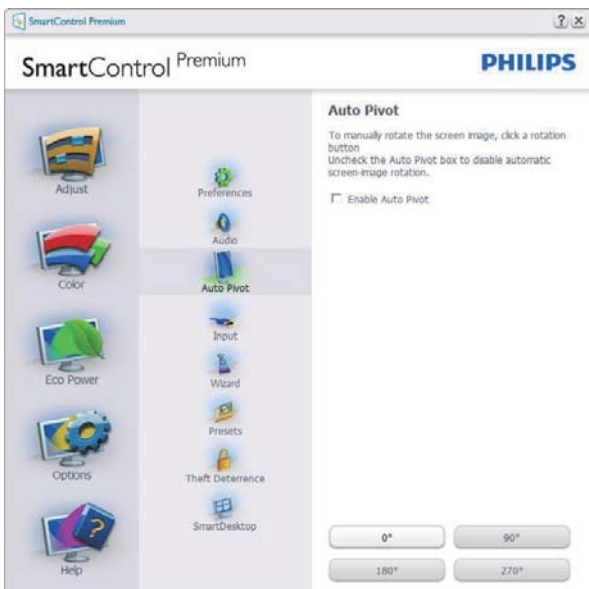 SmartControl Premium
SmartControl Premium
PHILIPS
Adjust
Color
Eco Power
Options
Help
Preferences
Audio
Auto Pivot
Input
Wizard
Presets
Theft Deterrence
SmartDesktop
Auto Pivot
To manually rotate the screen image, click a rotation
button
Uncheck the Auto Pivot box to disable automatic
screen-image rotation.
Enable Auto Pivot
0°
90°
180°
270°